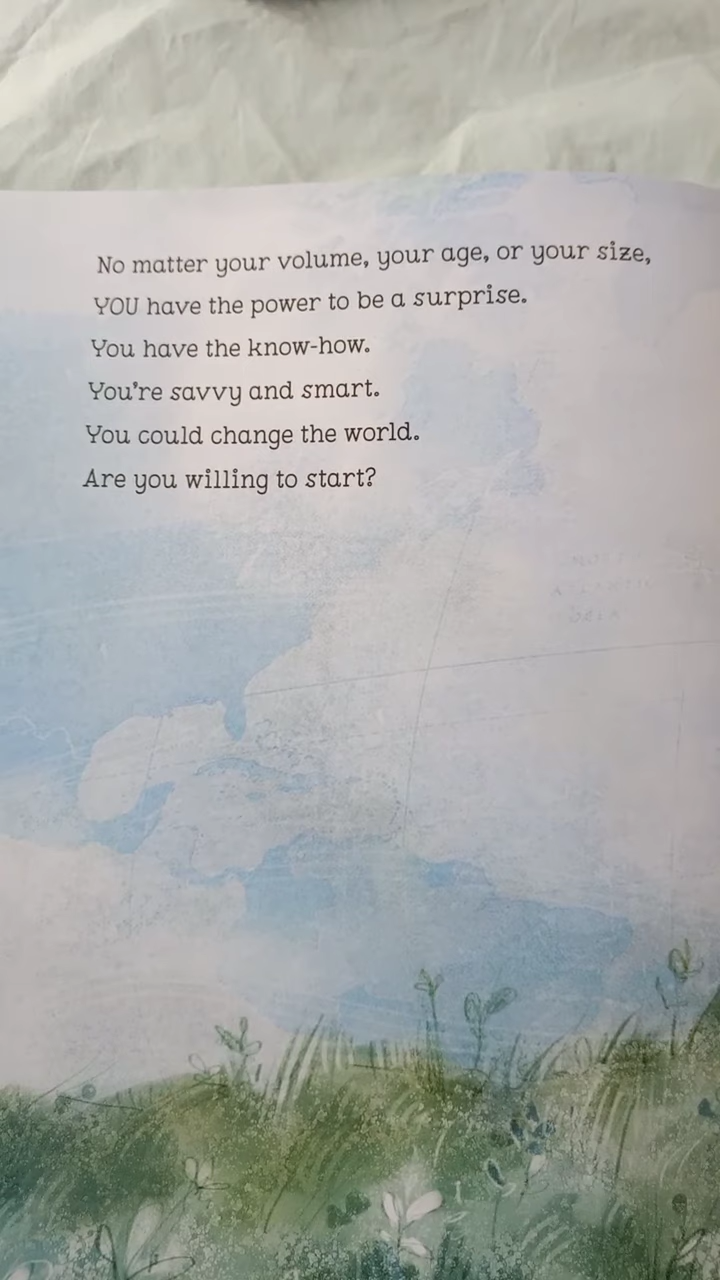 No matter your volume, your age, or your size,
YOU have the power to be a surprise.
You have the know-how.
You're savvy and smart.
You could change the world.
Are you willing to start?